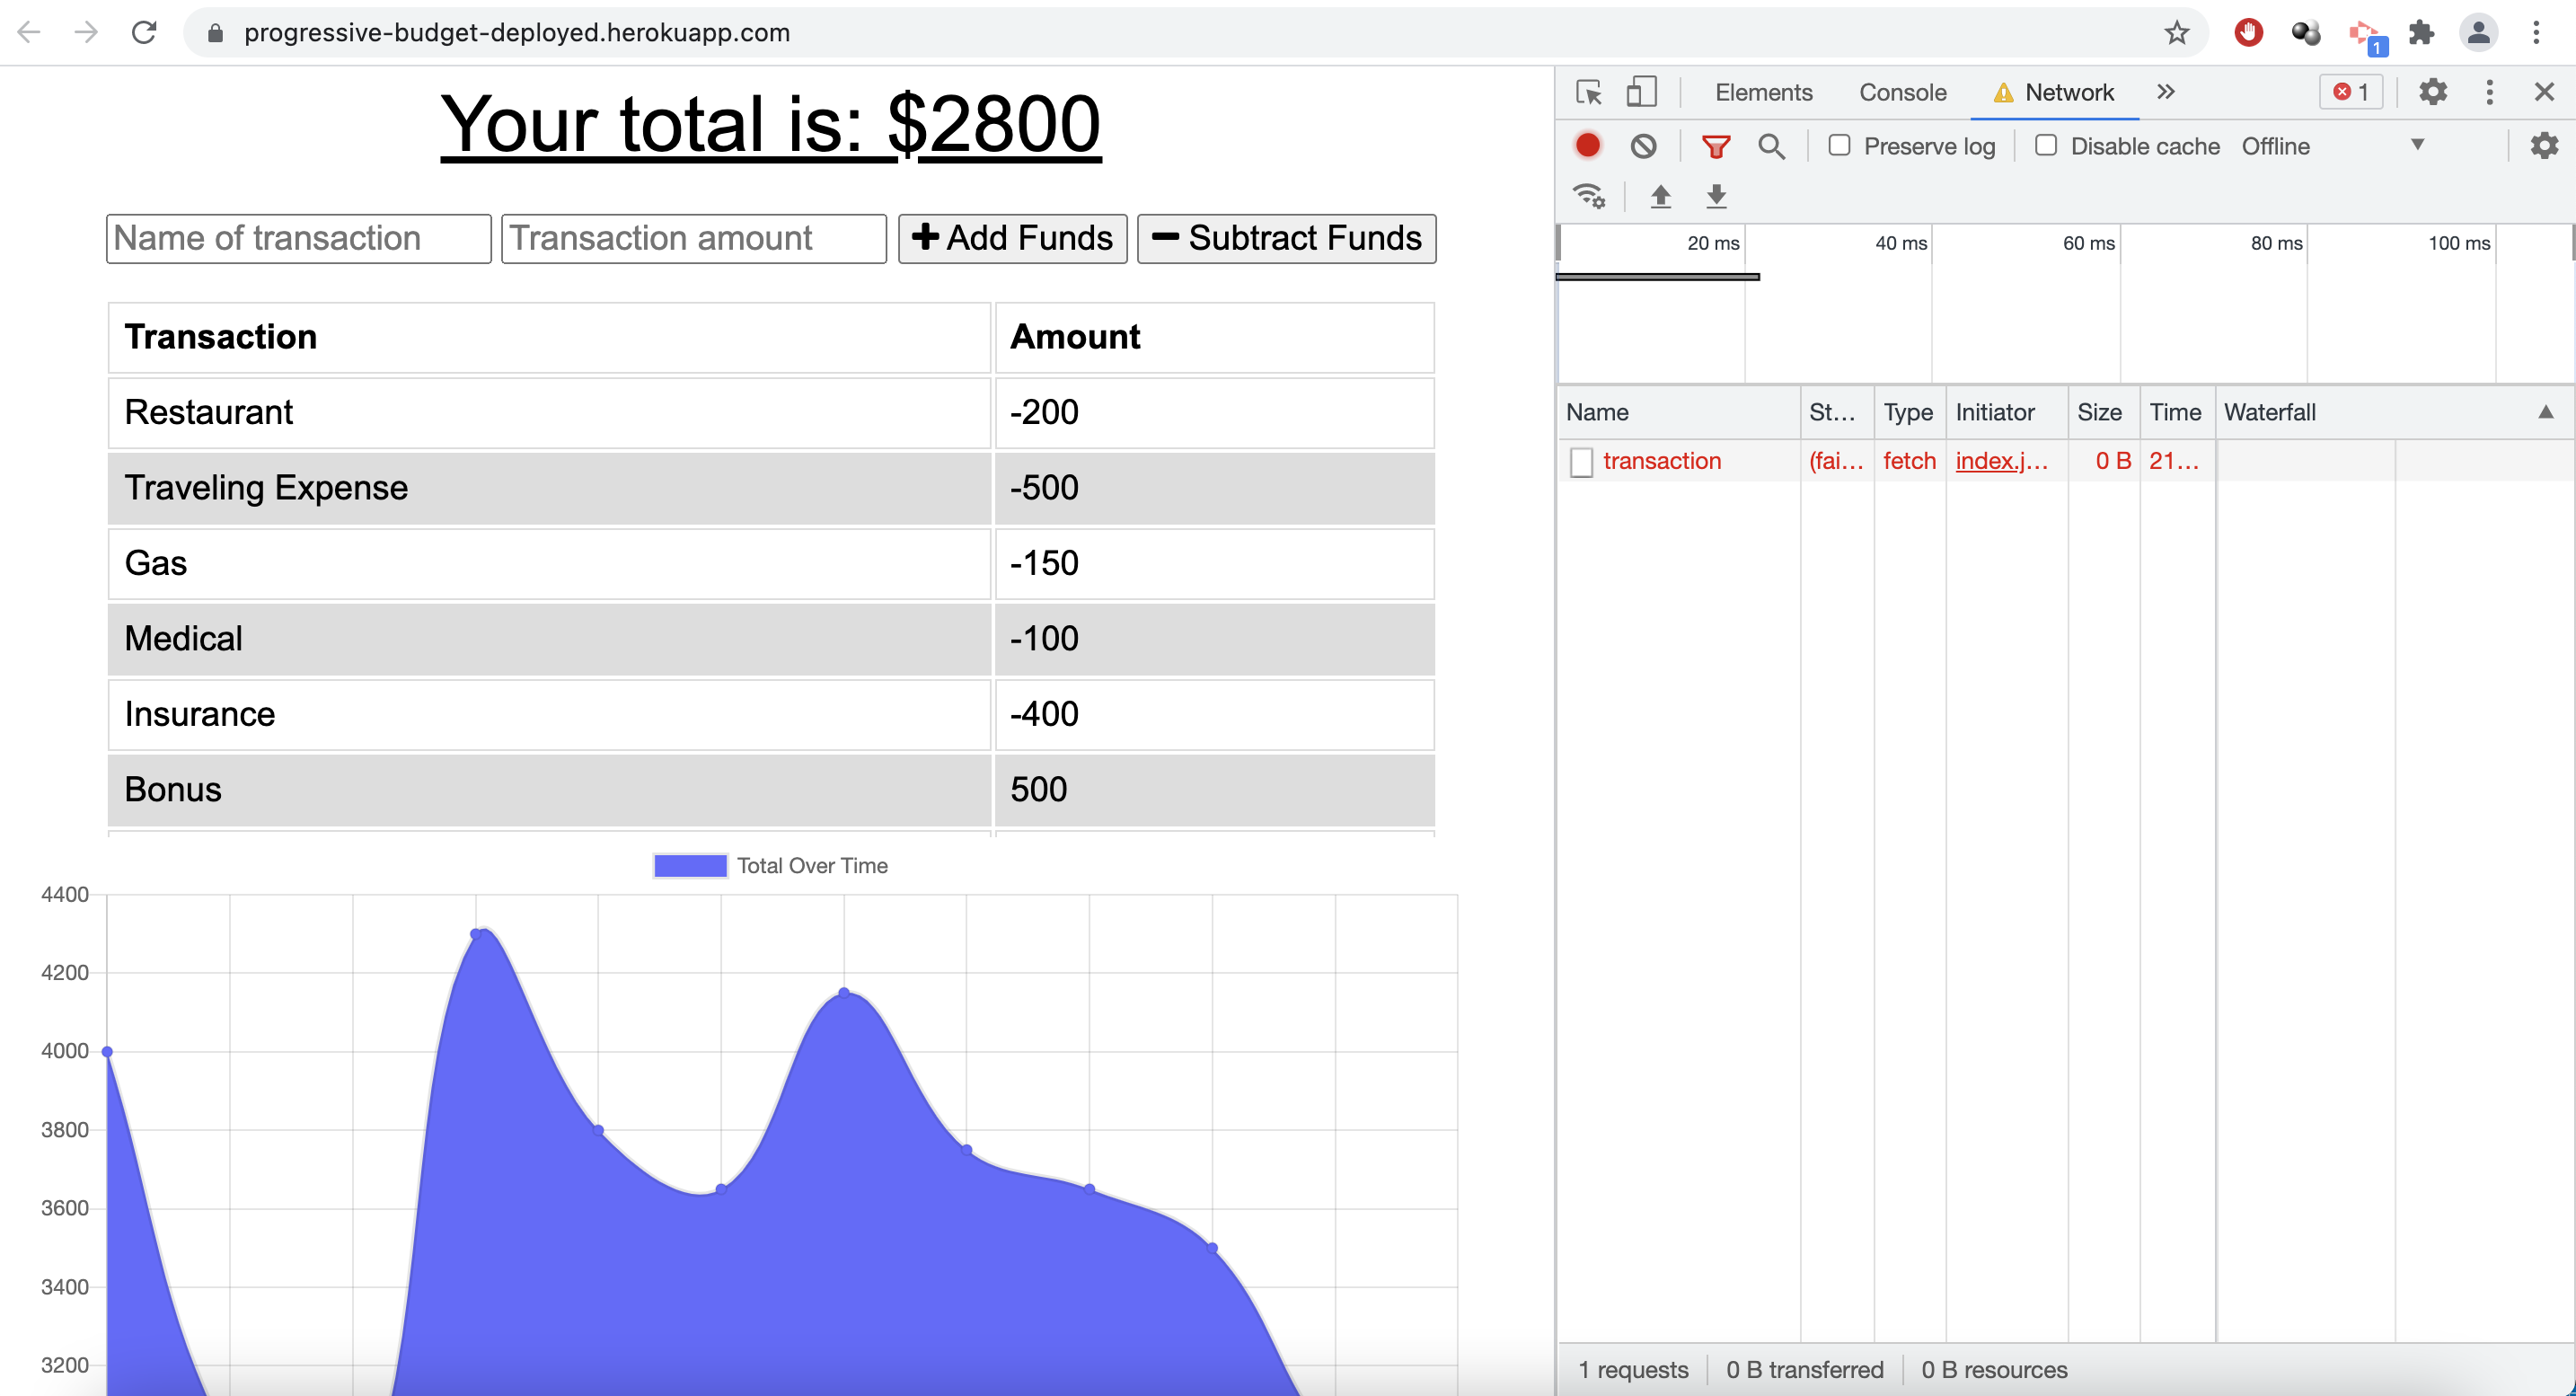 progressive-budget-deployed.herokuapp.com
1
Your total is: $2800
Name of transaction Transaction amount Add Funds Subtract Funds
Transaction Amount
Restaurant -200
Traveling Expense -500
Gas -150
Medical -100
Insurance -400
Bonus 500
Total Over Time
4400
4200
4000
3800
3600
3400
3200
Elements Console Network 1
Preserve log Disable cache Offline
20 ms 40 ms 60 ms 80 ms 100 ms
Name St... Type Initiator Size Time Waterfall
transaction (fai... fetch index.j... 0 B 21...
1 requests 0 B transferred 0 B resources